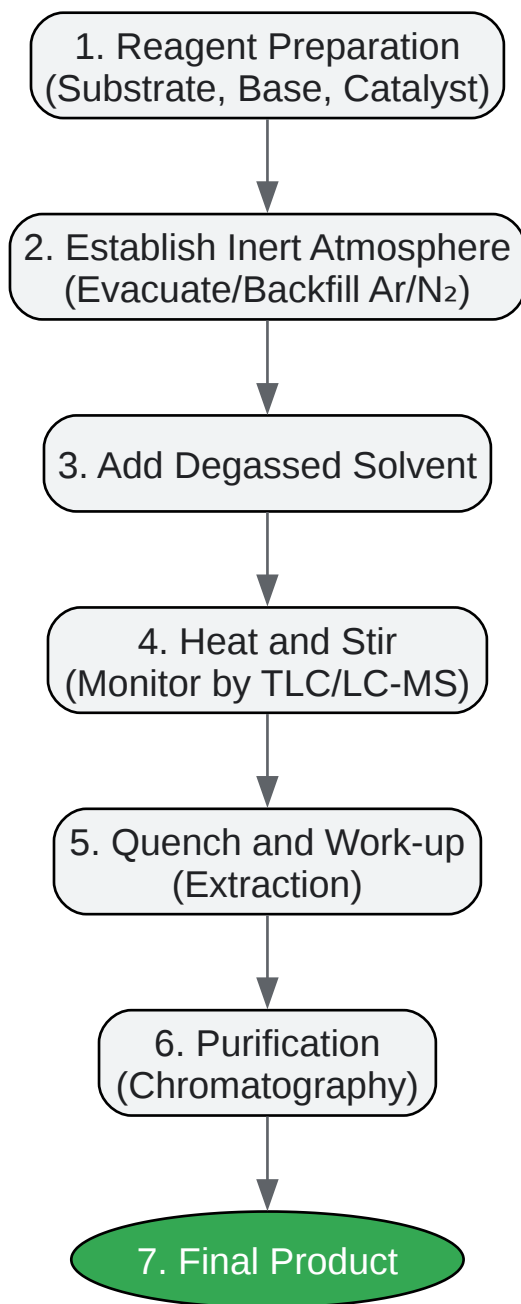 1. Reagent Preparation
(Substrate, Base, Catalyst)
2. Establish Inert Atmosphere
(Evacuate/Backfill Ar/N₂)
3. Add Degassed Solvent
4. Heat and Stir
(Monitor by TLC/LC-MS)
5. Quench and Work-up
(Extraction)
6. Purification
(Chromatography)
7. Final Product